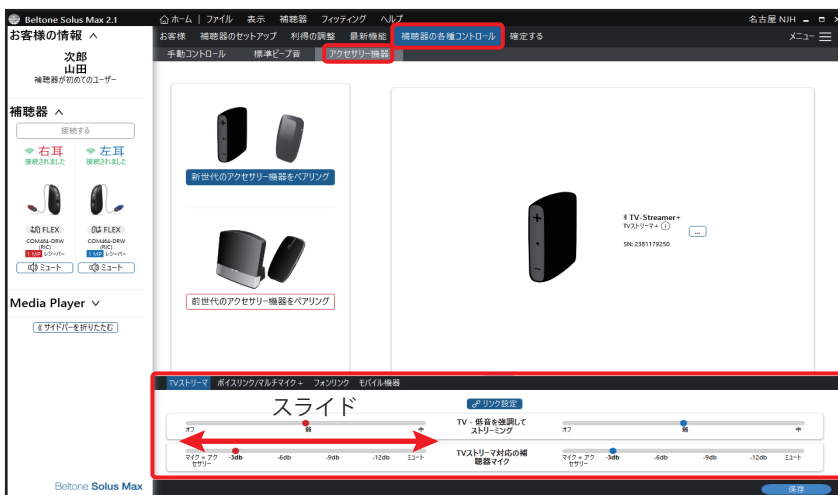 Beltone Solus Max 2.1
ホーム | ファイル 表示 補聴器 フィッティング ヘルプ
名古屋 NJH
お客様の情報
お客様 補聴器のセットアップ 利得の調整 最新機能 補聴器の各種コントロール 確定する
メニュー
手動コントロール 標準ビープ音 アクセサリー機器
次郎
山田
補聴器が初めてのユーザー
補聴器
接続する
右耳 左耳
接続されました 接続されました
FLEX FLEX
COM464-DRW COM464-DRW
(RIC) (RIC)
1 MP レシーバー 1 MP レシーバー
ミュート ミュート
Media Player
サイドバーを折りたたむ
Beltone Solus Max
新世代のアクセサリー機器をペアリング
前世代のアクセサリー機器をペアリング
TV-Streamer+
TVストリーマ+ i
...
SN: 2381179250
TVストリーマ ボイスリンク/マルチマイク+ フォンリンク モバイル機器
スライド
リンク設定
オフ 弱 中
TV - 低音を強調して
ストリーミング
オフ 弱 中
マイク = アク
セサリー
-3db -6db -9db -12db ミュート
TVストリーマ対応の補
聴器マイク
マイク = アク
セサリー
-3db -6db -9db -12db ミュート
保存